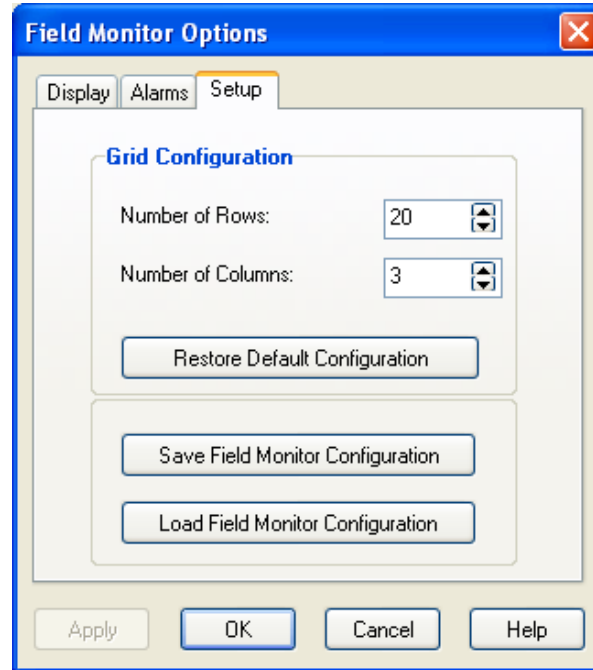 Field Monitor Options
Display Alarms Setup
Grid Configuration
Number of Rows: 20
Number of Columns: 3
Restore Default Configuration
Save Field Monitor Configuration
Load Field Monitor Configuration
Apply OK Cancel Help